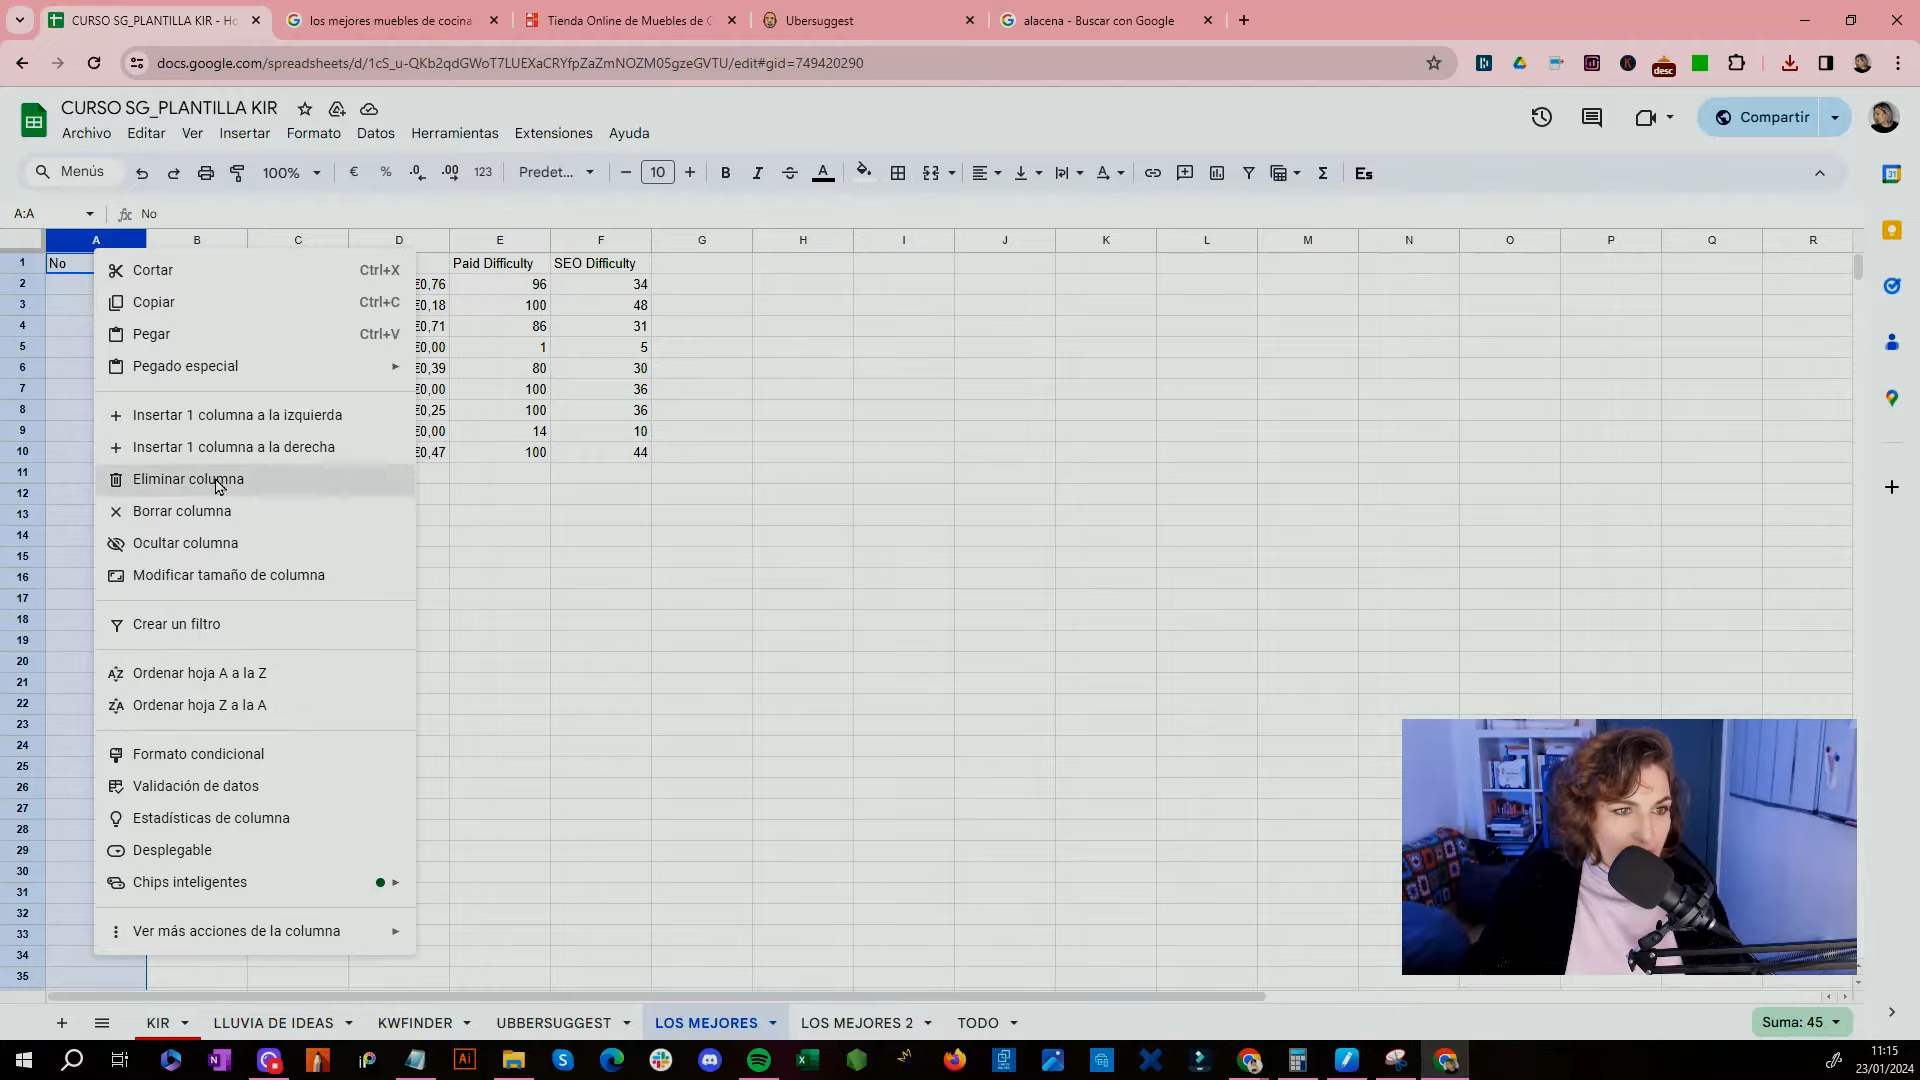 CURSO SG_PLANTILLA KIR - Ho
los mejores muebles de cocina
Tienda Online de Muebles de C
Ubersuggest
alacena - Buscar con Google
docs.google.com/spreadsheets/d/1cS_u-QKb2qdGWoT7LUEXaCRYfpZaZmNOZM05gzeGVTU/edit#gid=749420290
desc
CURSO SG_PLANTILLA KIR
Archivo Editar Ver Insertar Formato Datos Herramientas Extensiones Ayuda
Compartir
Menús 100% € % .0 .00 123 Predet... 10 B I A Σ Es
31
A:A fx No
A B C D E F G H I J K L M N O P Q R
1 No Paid Difficulty SEO Difficulty
2 €0,76 96 34
3 €0,18 100 48
4 €0,71 86 31
5 €0,00 1 5
6 €0,39 80 30
7 €0,00 100 36
8 €0,25 100 36
9 €0,00 14 10
10 €0,47 100 44
11
12
13
14
15
16
17
18
19
20
21
22
23
24
25
26
27
28
29
30
31
32
33
34
35
Cortar Ctrl+X
Copiar Ctrl+C
Pegar Ctrl+V
Pegado especial
Insertar 1 columna a la izquierda
Insertar 1 columna a la derecha
Eliminar columna
Borrar columna
Ocultar columna
Modificar tamaño de columna
Crear un filtro
Ordenar hoja A a la Z
Ordenar hoja Z a la A
Formato condicional
Validación de datos
Estadísticas de columna
Desplegable
Chips inteligentes
Ver más acciones de la columna
KIR LLUVIA DE IDEAS KWFINDER UBBERSUGGEST LOS MEJORES LOS MEJORES 2 TODO
Suma: 45
11:15
23/01/2024